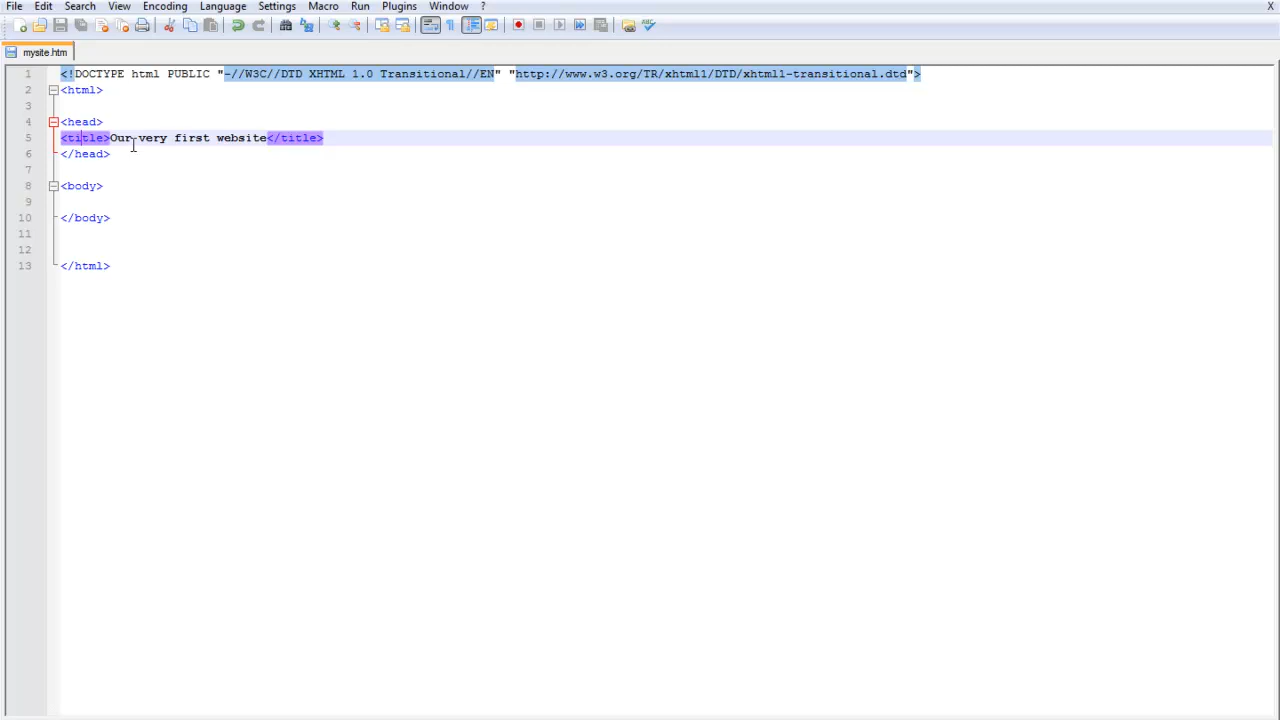 File Edit Search View Encoding Language Settings Macro Run Plugins Window ? X
mysite.htm
1 <!DOCTYPE html PUBLIC "-//W3C//DTD XHTML 1.0 Transitional//EN" "http://www.w3.org/TR/xhtml1/DTD/xhtml1-transitional.dtd">
2 <html>
3
4 <head>
5 <title>Our very first website</title>
6 </head>
7
8 <body>
9
10 </body>
11
12
13 </html>